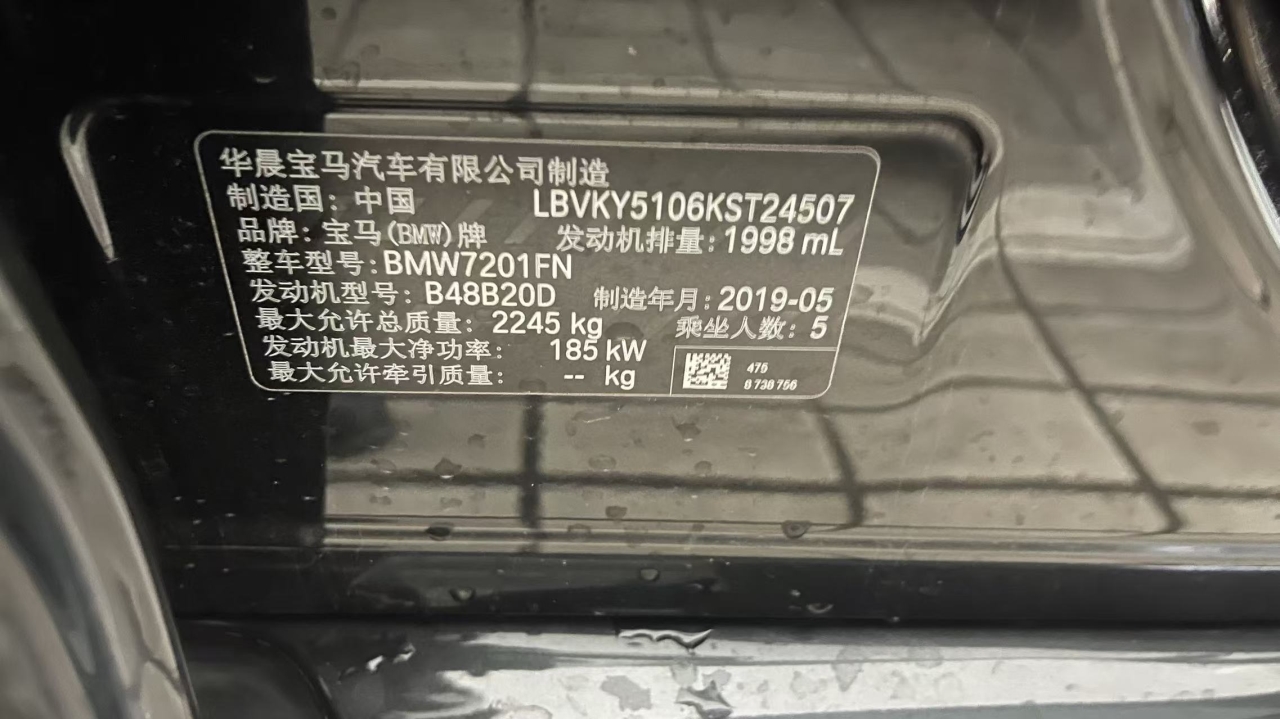 华晨宝马汽车有限公司制造
制造国：中国 LBVKY5106KST24507
品牌：宝马(BMW)牌 发动机排量：1998 mL
整车型号：BMW7201FN
发动机型号：B48B20D 制造年月：2019-05
最大允许总质量：2245 kg 乘坐人数：5
发动机最大净功率：185 kW
最大允许牵引质量：-- kg
475
8 738 756